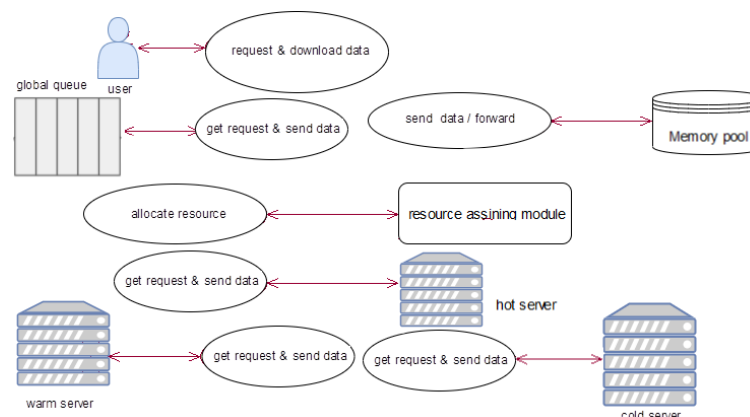 request & download data
global queue
user
get request & send data
send data / forward
Memory pool
allocate resource
resource assining module
get request & send data
hot server
get request & send data
get request & send data
warm server
cold server